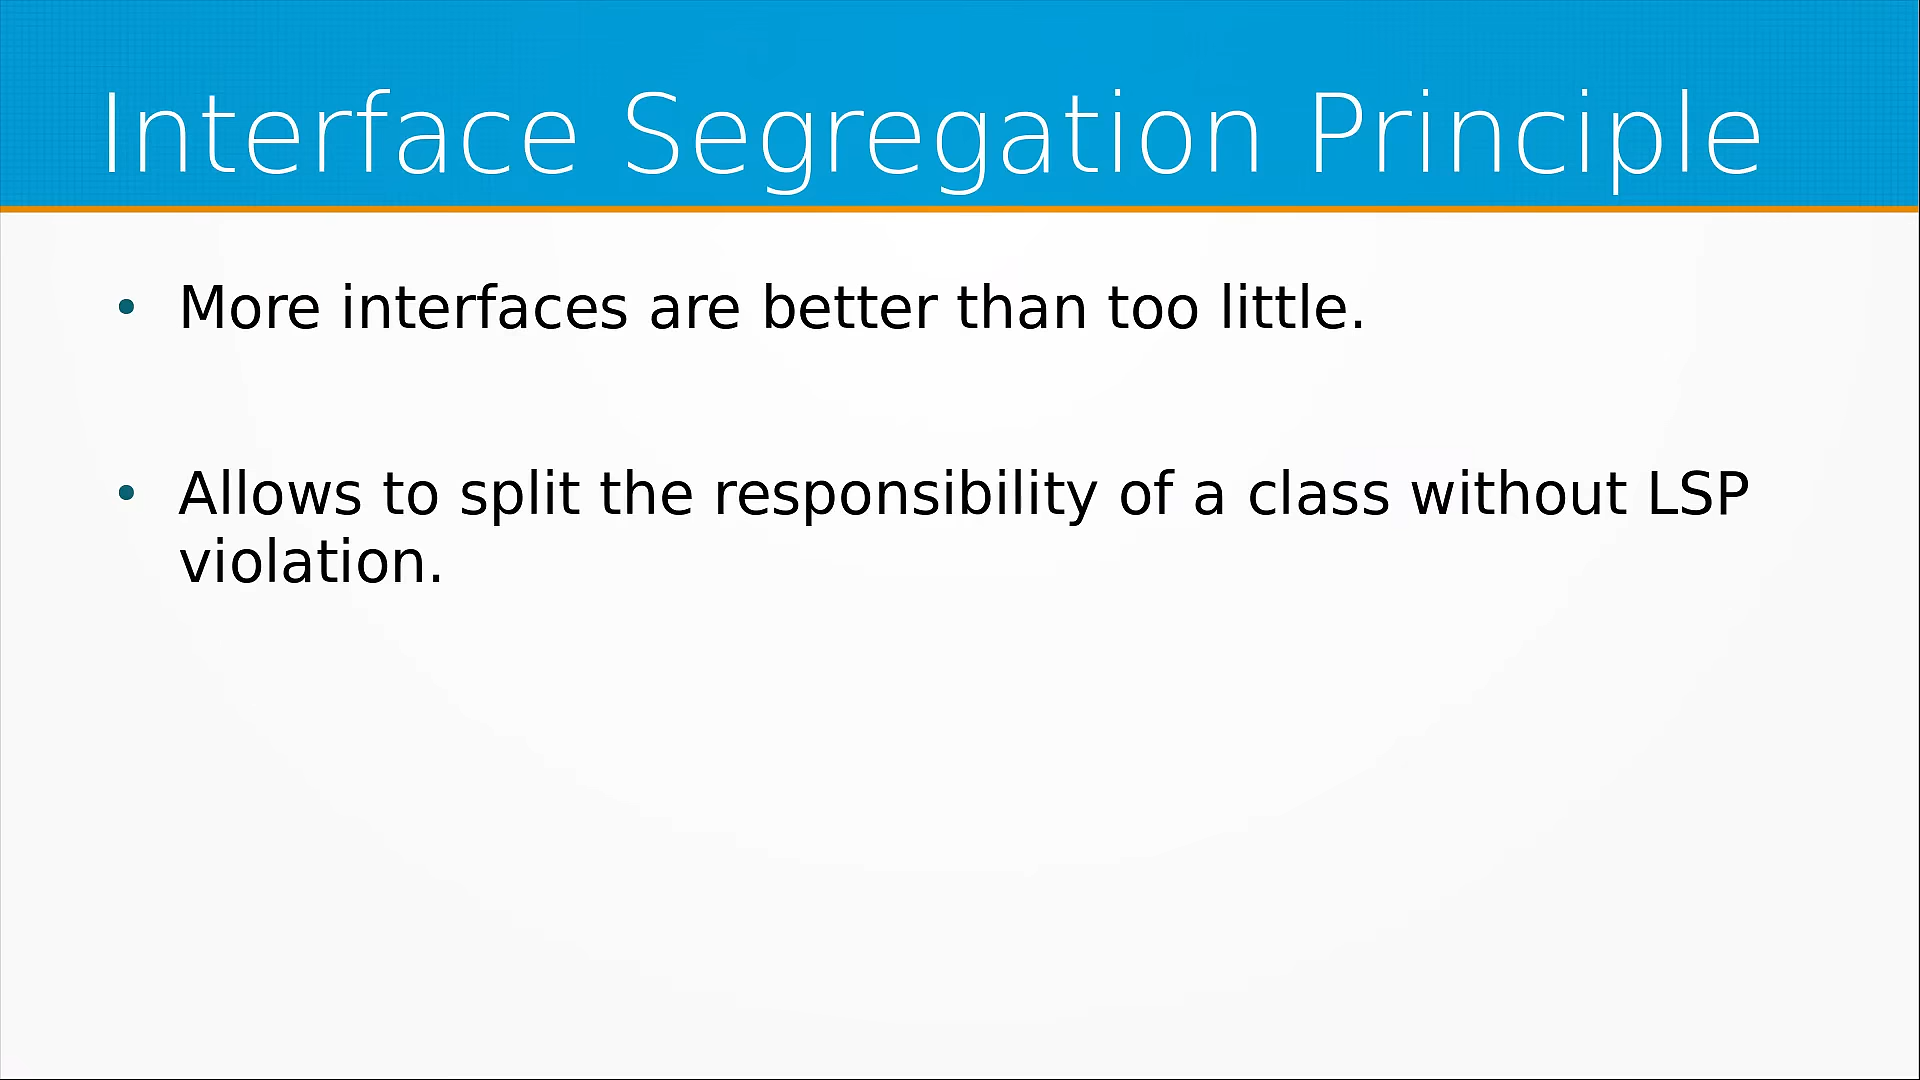 Interface Segregation Principle
• More interfaces are better than too little.
• Allows to split the responsibility of a class without LSP
violation.